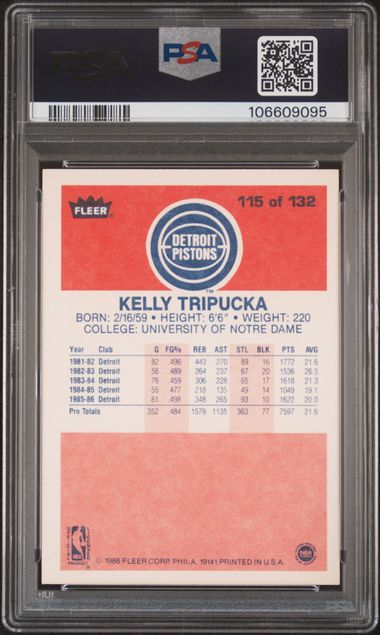 PSA
PSA
106609095
FLEER
115 of 132
DETROIT
PISTONS
TM
KELLY TRIPUCKA
BORN: 2/16/59 • HEIGHT: 6'6" • WEIGHT: 220
COLLEGE: UNIVERSITY OF NOTRE DAME
Year Club G FG% REB AST STL BLK PTS AVG
1981-82 Detroit 82 .496 443 270 89 16 1772 21.6
1982-83 Detroit 58 .489 264 237 67 20 1536 26.5
1983-84 Detroit 76 .459 306 228 65 17 1618 21.3
1984-85 Detroit 55 .477 218 135 49 14 1049 19.1
1985-86 Detroit 81 .498 348 265 93 10 1622 20.0
Pro Totals 352 .484 1579 1135 363 77 7597 21.6
NBA
PRODUCT
© 1986 FLEER CORP. PHILA. 19141 PRINTED IN U.S.A.